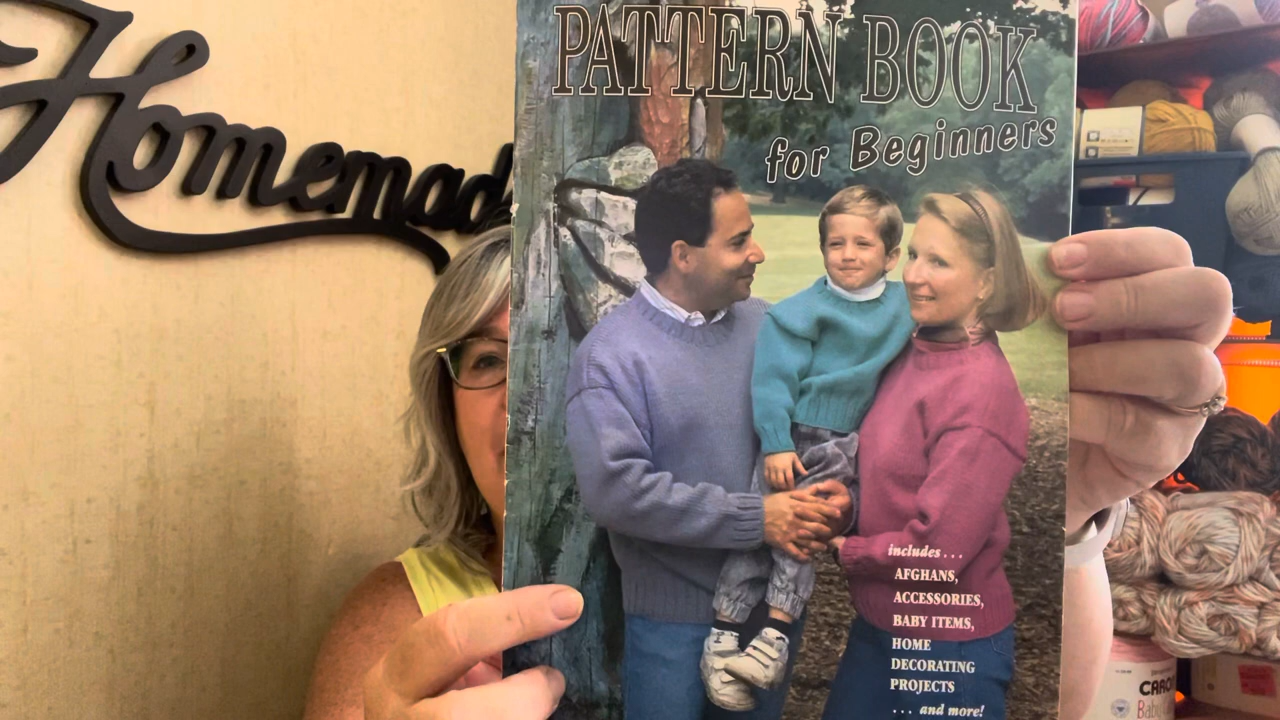 Homemad
PATTERN BOOK
for Beginners
includes...
AFGHANS,
ACCESSORIES,
BABY ITEMS,
HOME
DECORATING
PROJECTS
... and more!
CARO
Bab